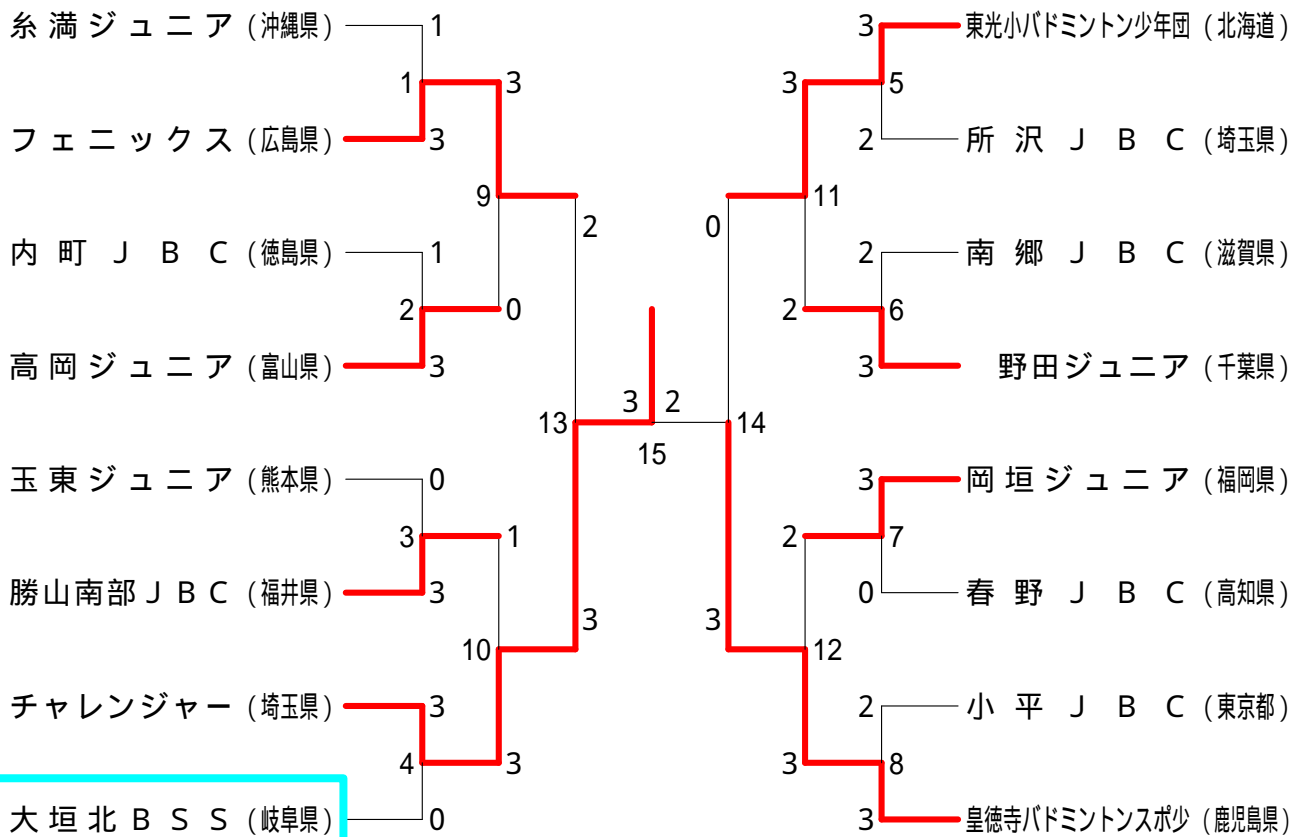 糸満ジュニア (沖縄県) 1 3 東光小バドミントン少年団 (北海道)
1 3 3 5
フェニックス (広島県) 3 2 所沢JBC (埼玉県)
9 11
2 0
内町JBC (徳島県) 1 2 南郷JBC (滋賀県)
2 0 2 6
高岡ジュニア (富山県) 3 3 野田ジュニア (千葉県)
3 2
13 14
15
玉東ジュニア (熊本県) 0 3 岡垣ジュニア (福岡県)
3 1 2 7
勝山南部JBC (福井県) 3 0 春野JBC (高知県)
3 3
10 12
チャレンジャー (埼玉県) 3 2 小平JBC (東京都)
4 3 3 8
大垣北BSS (岐阜県) 0 3 皇徳寺バドミントンスポ少 (鹿児島県)